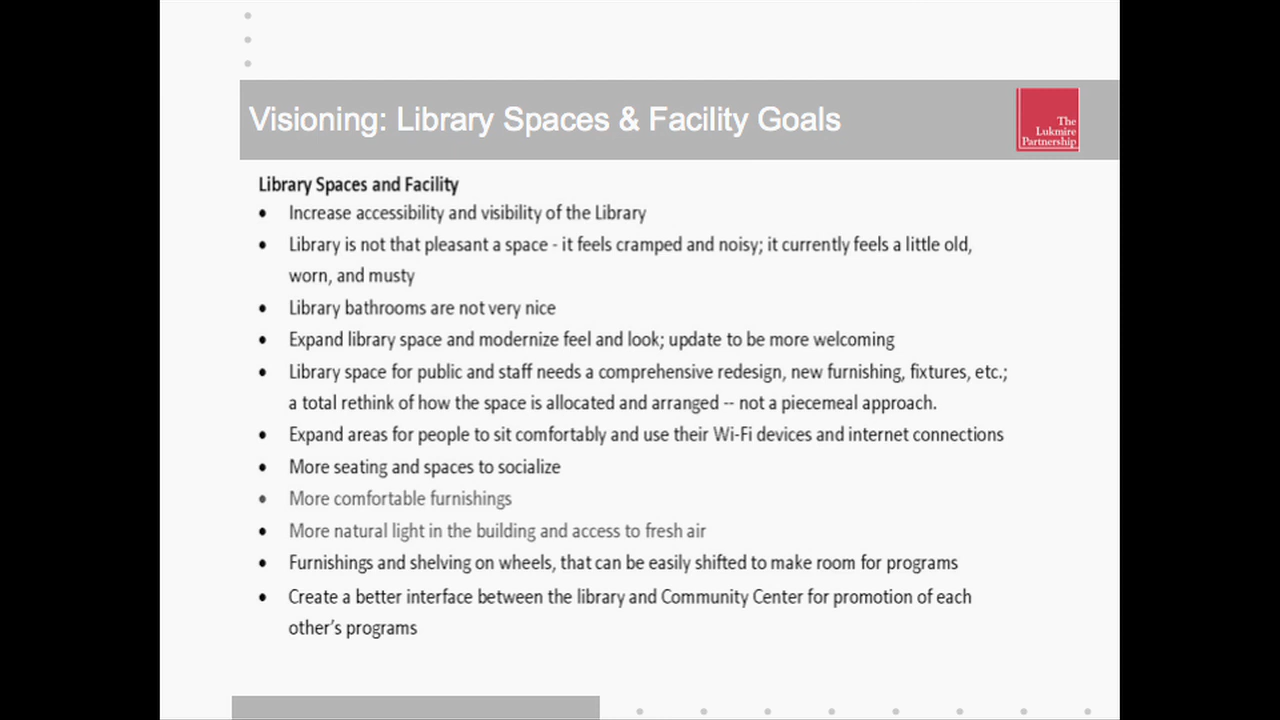 Visioning: Library Spaces & Facility Goals
The
Lukmire
Partnership
Library Spaces and Facility
• Increase accessibility and visibility of the Library
• Library is not that pleasant a space - it feels cramped and noisy; it currently feels a little old,
worn, and musty
• Library bathrooms are not very nice
• Expand library space and modernize feel and look; update to be more welcoming
• Library space for public and staff needs a comprehensive redesign, new furnishing, fixtures, etc.;
a total rethink of how the space is allocated and arranged -- not a piecemeal approach.
• Expand areas for people to sit comfortably and use their Wi-Fi devices and internet connections
• More seating and spaces to socialize
• More comfortable furnishings
• More natural light in the building and access to fresh air
• Furnishings and shelving on wheels, that can be easily shifted to make room for programs
• Create a better interface between the library and Community Center for promotion of each
other’s programs